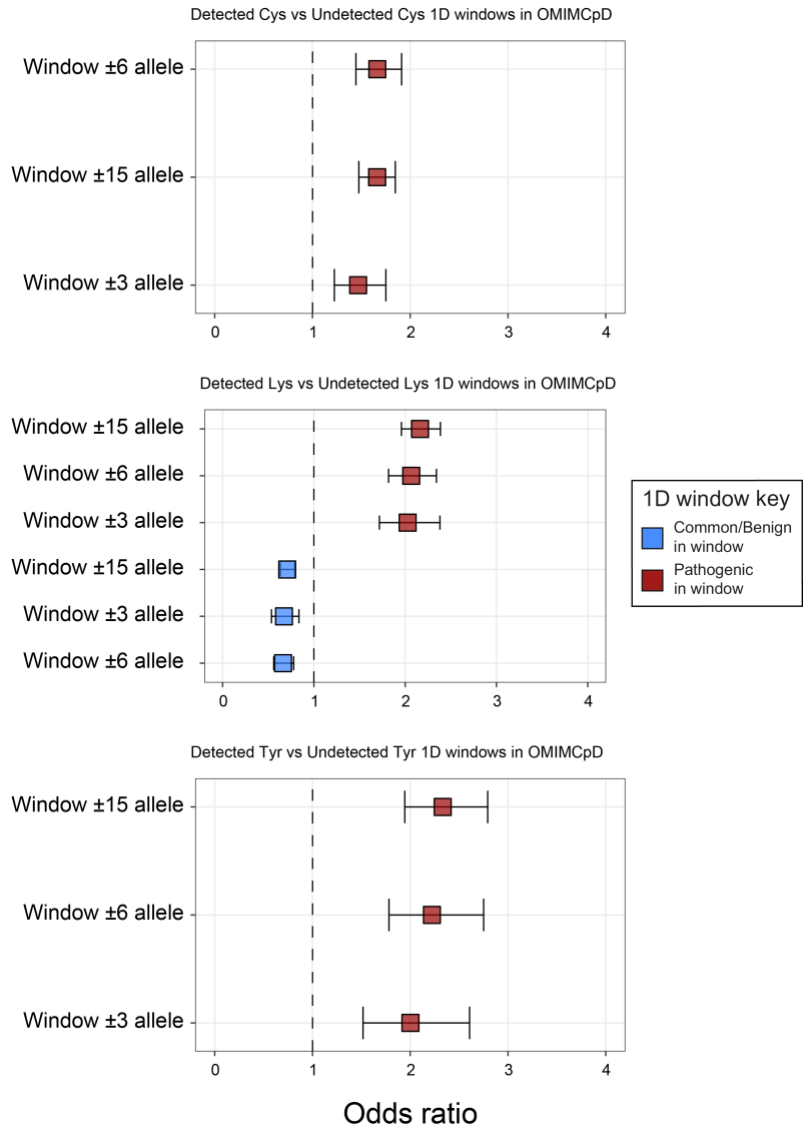 Detected Cys vs Undetected Cys 1D windows in OMIMCpD
Window ±6 allele
Window ±15 allele
Window ±3 allele
0 1 2 3 4
Detected Lys vs Undetected Lys 1D windows in OMIMCpD
Window ±15 allele
Window ±6 allele
Window ±3 allele
Window ±15 allele
Window ±3 allele
Window ±6 allele
0 1 2 3 4
1D window key
Common/Benign
in window
Pathogenic
in window
Detected Tyr vs Undetected Tyr 1D windows in OMIMCpD
Window ±15 allele
Window ±6 allele
Window ±3 allele
0 1 2 3 4
Odds ratio